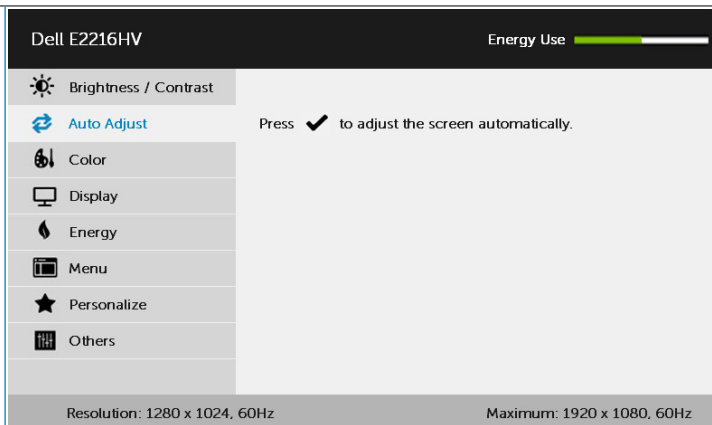 Dell E2216HV
Energy Use
Brightness / Contrast
Auto Adjust
Press ✔ to adjust the screen automatically.
Color
Display
Energy
Menu
Personalize
Others
Resolution: 1280 x 1024, 60Hz
Maximum: 1920 x 1080, 60Hz